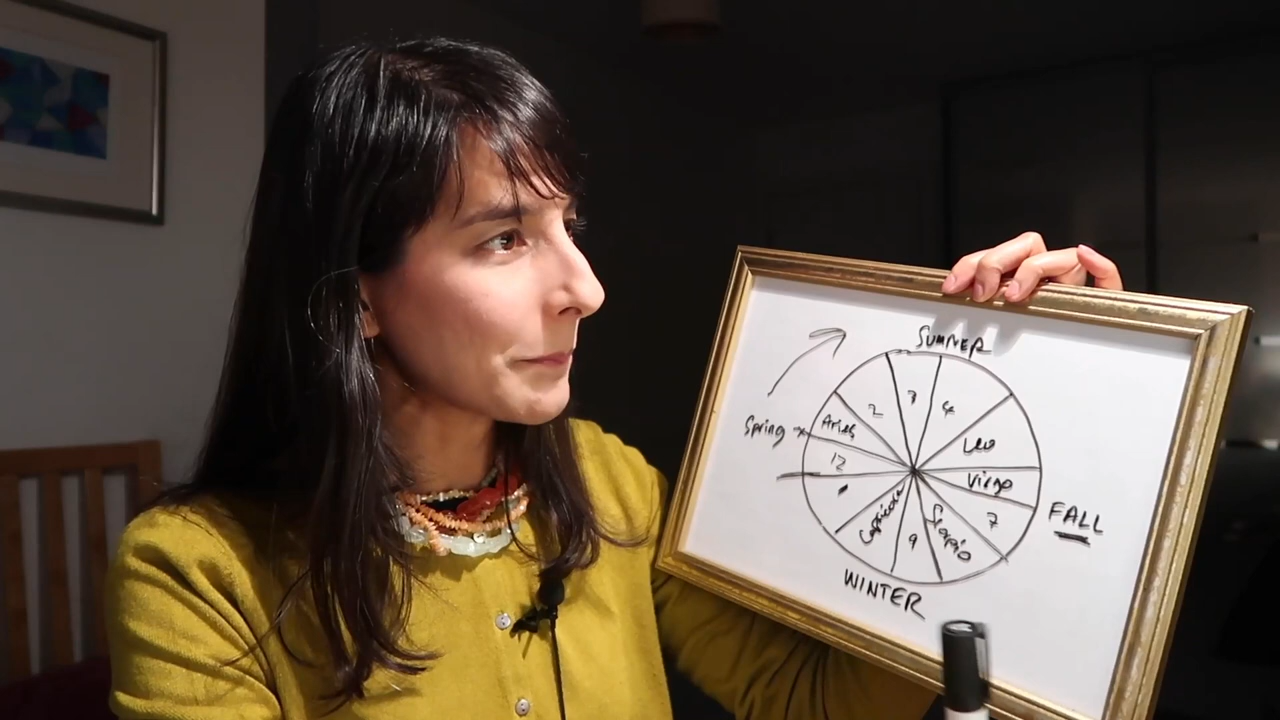 SUMMER
3
4
2
Spring
Aries
Leo
12
Virgo
7
FALL
Capricorn
9
Scorpio
WINTER